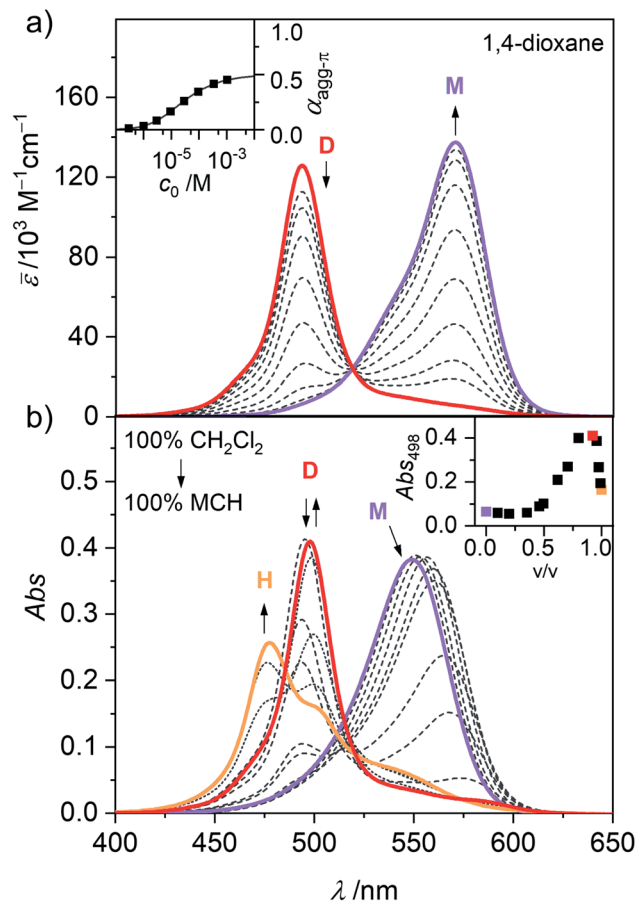 a)
1,4-dioxane
1.0
0.5
0.0
α agg-π
10⁻⁵ 10⁻³
c₀ /M
M
D
160
120
80
40
0
ε̄ /10³ M⁻¹cm⁻¹
b)
100% CH₂Cl₂
100% MCH
D
M
H
0.4
0.2
0.0
Abs₄₉₈
0.0 0.5 1.0
v/v
0.5
0.4
0.3
0.2
0.1
0.0
Abs
400 450 500 550 600 650
λ /nm